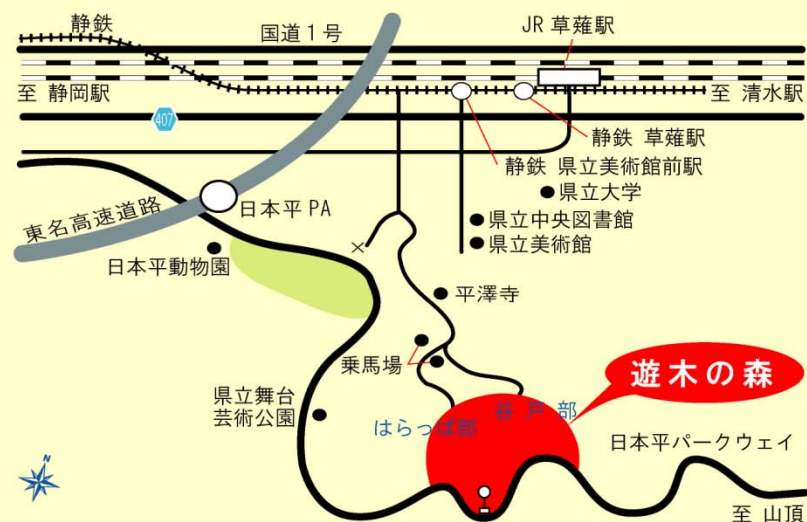 静鉄
国道1号
JR 草薙駅
至 静岡駅
至 清水駅
407
静鉄 草薙駅
静鉄 県立美術館前駅
県立大学
東名高速道路
日本平 PA
県立中央図書館
県立美術館
日本平動物園
平澤寺
乗馬場
遊木の森
県立舞台
芸術公園
はらっぱ部
谷戸部
日本平パークウェイ
N
至 山頂